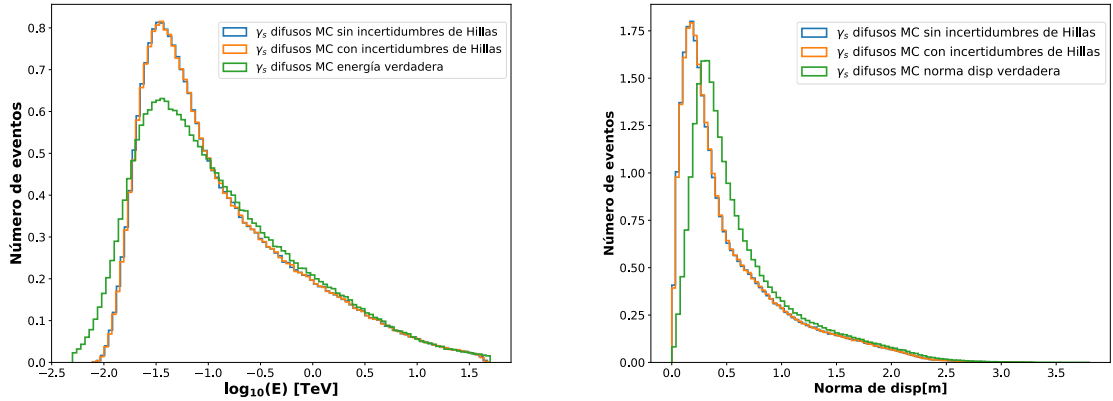 γs difusos MC sin incertidumbres de Hillas
γs difusos MC con incertidumbres de Hillas
γs difusos MC energía verdadera
Número de eventos
0.8
0.7
0.6
0.5
0.4
0.3
0.2
0.1
0.0
−2.5 −2.0 −1.5 −1.0 −0.5 0.0 0.5 1.0 1.5
log10(E) [TeV]
γs difusos MC sin incertidumbres de Hillas
γs difusos MC con incertidumbres de Hillas
γs difusos MC norma disp verdadera
Número de eventos
1.75
1.50
1.25
1.00
0.75
0.50
0.25
0.00
0.0 0.5 1.0 1.5 2.0 2.5 3.0 3.5
Norma de disp[m]